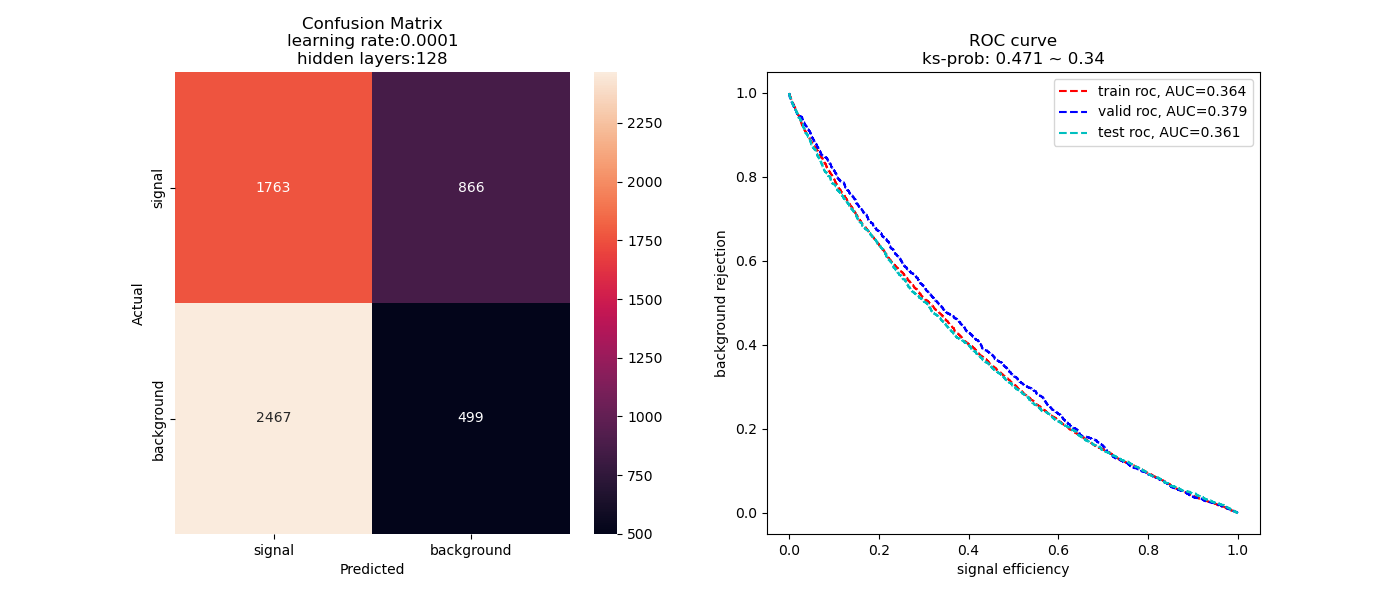 Confusion Matrix
learning rate:0.0001
hidden layers:128
signal
background
Actual
1763
866
2467
499
signal
background
Predicted
2250
2000
1750
1500
1250
1000
750
500
ROC curve
ks-prob: 0.471 ~ 0.34
train roc, AUC=0.364
valid roc, AUC=0.379
test roc, AUC=0.361
background rejection
1.0
0.8
0.6
0.4
0.2
0.0
0.0
0.2
0.4
0.6
0.8
1.0
signal efficiency